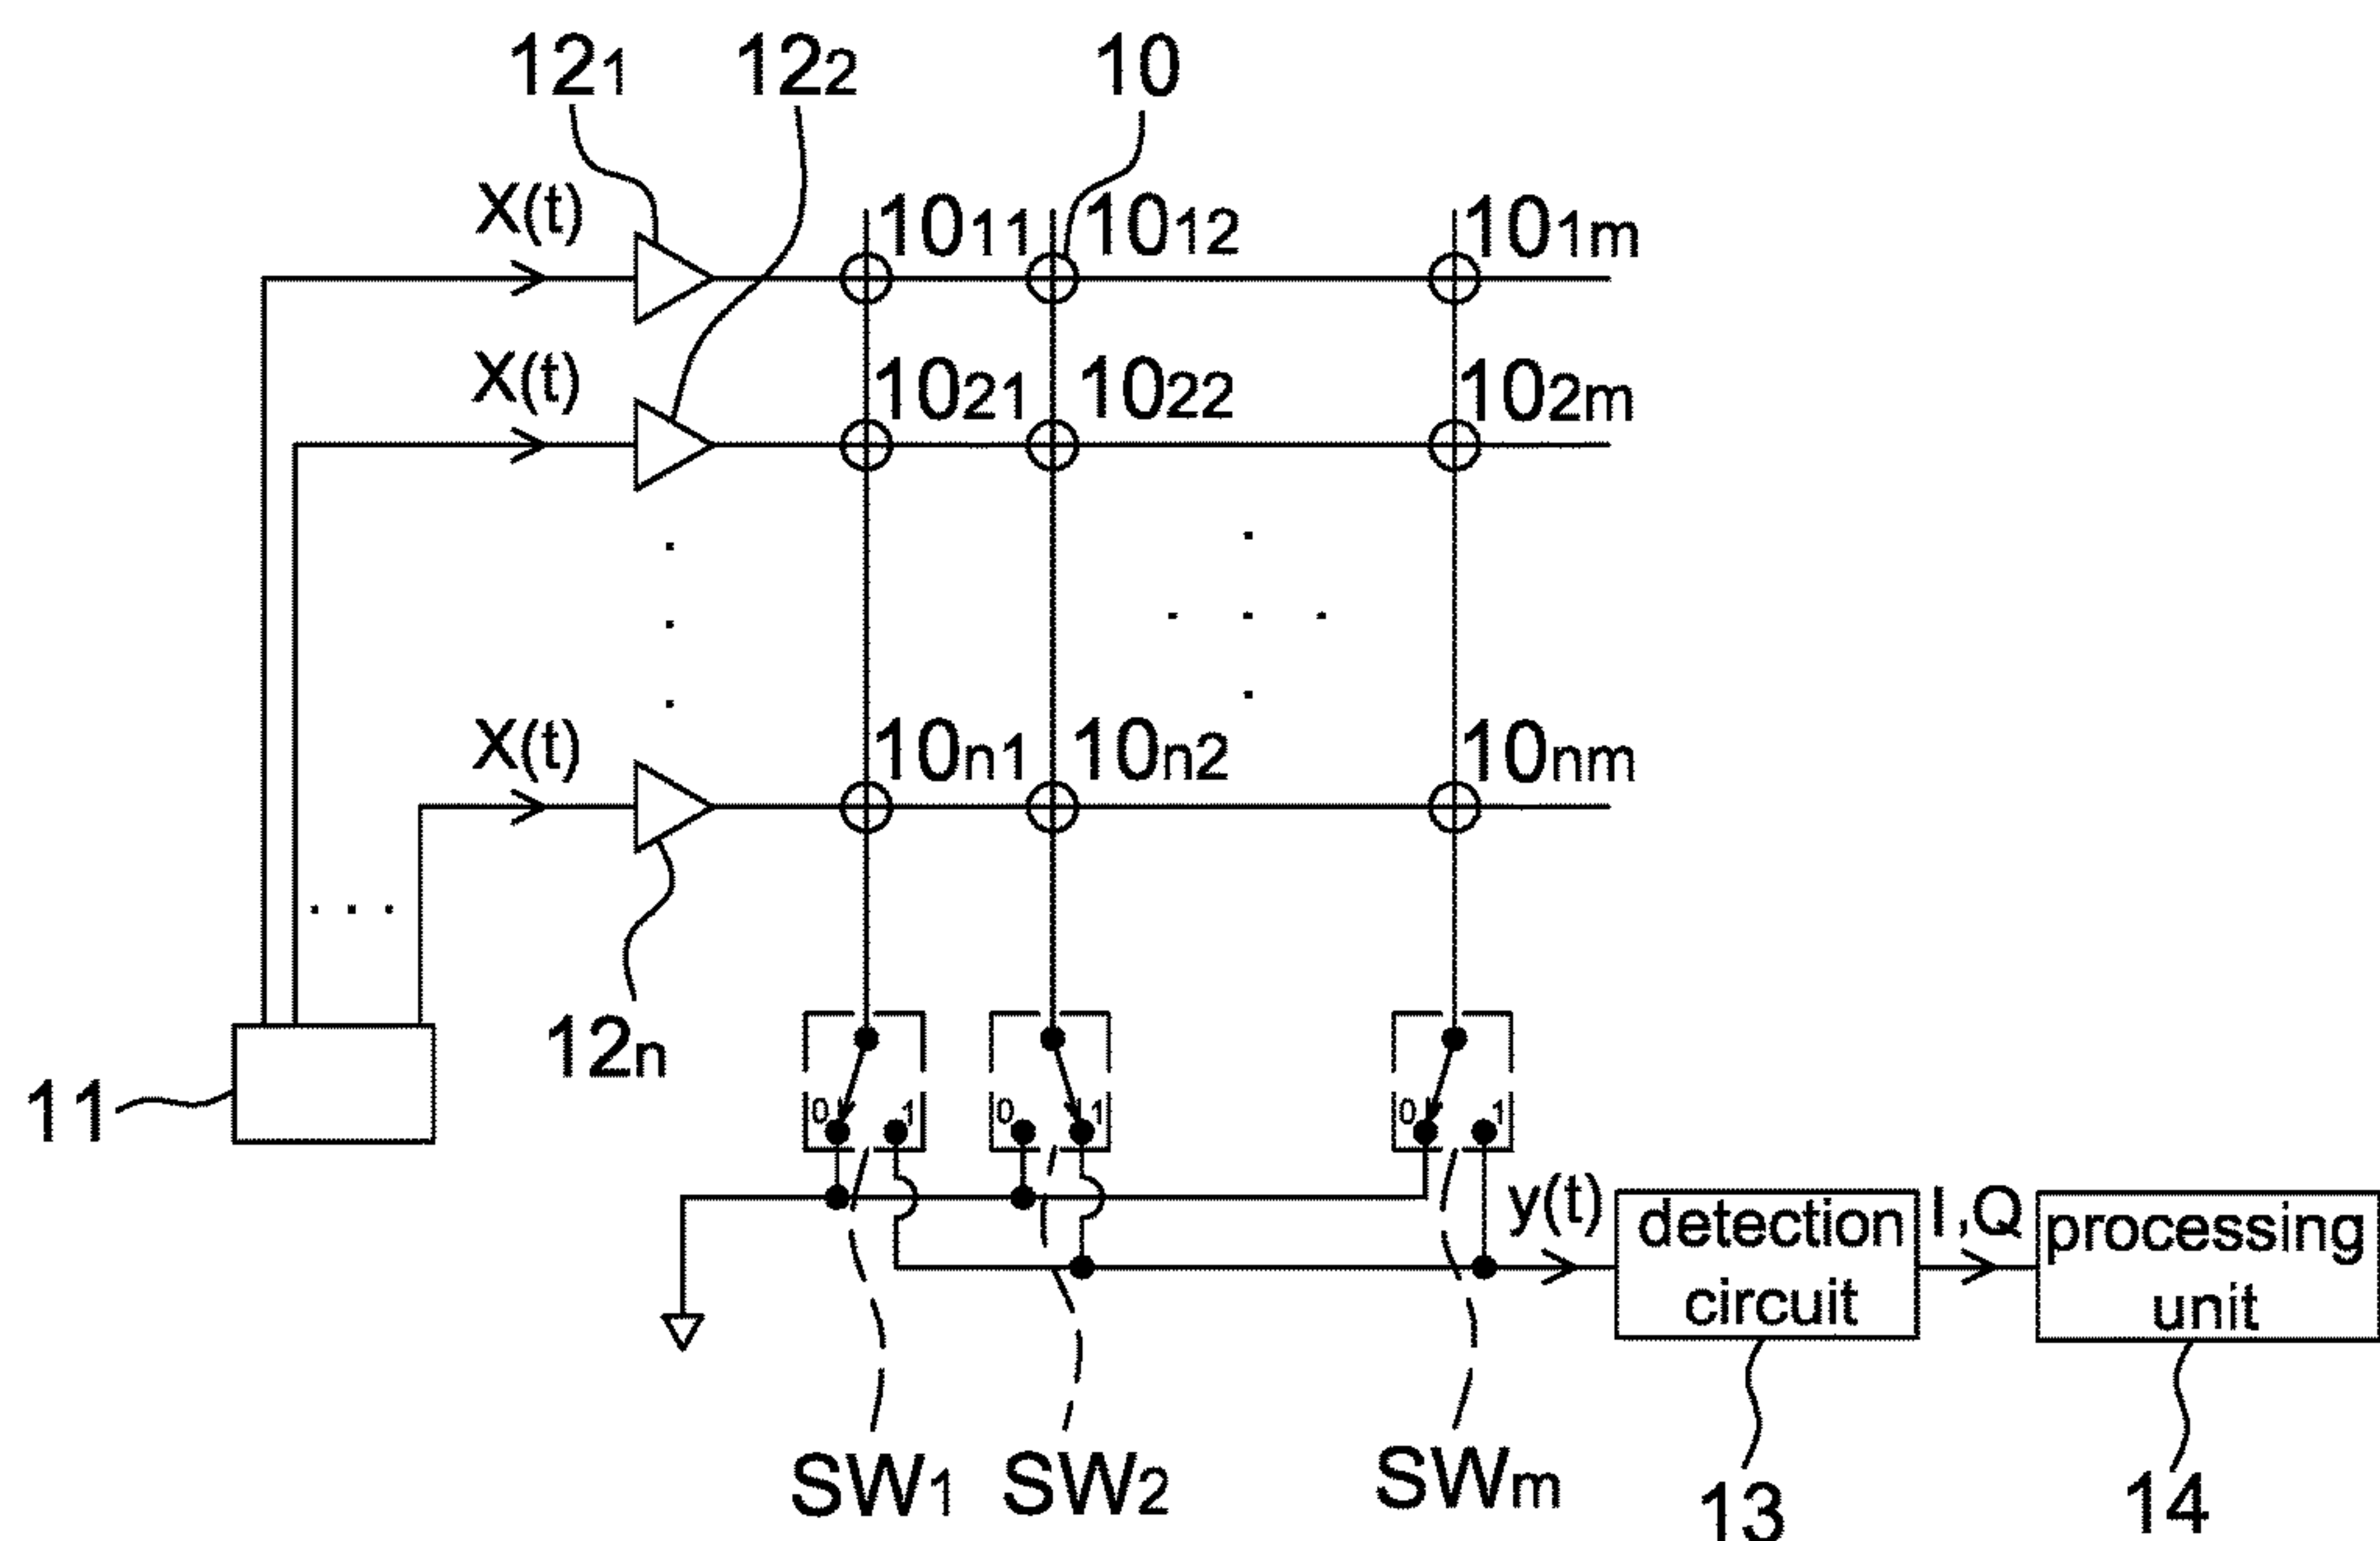 12₁ 12₂ 10
X(t) 10₁₁ 10₁₂ 10₁ₘ
X(t) 10₂₁ 10₂₂ 10₂ₘ
X(t) 10ₙ₁ 10ₙ₂ 10ₙₘ
12ₙ
11
0 1 0 1 0 1
y(t) detection circuit I,Q processing unit
SW₁ SW₂ SWₘ 13 14